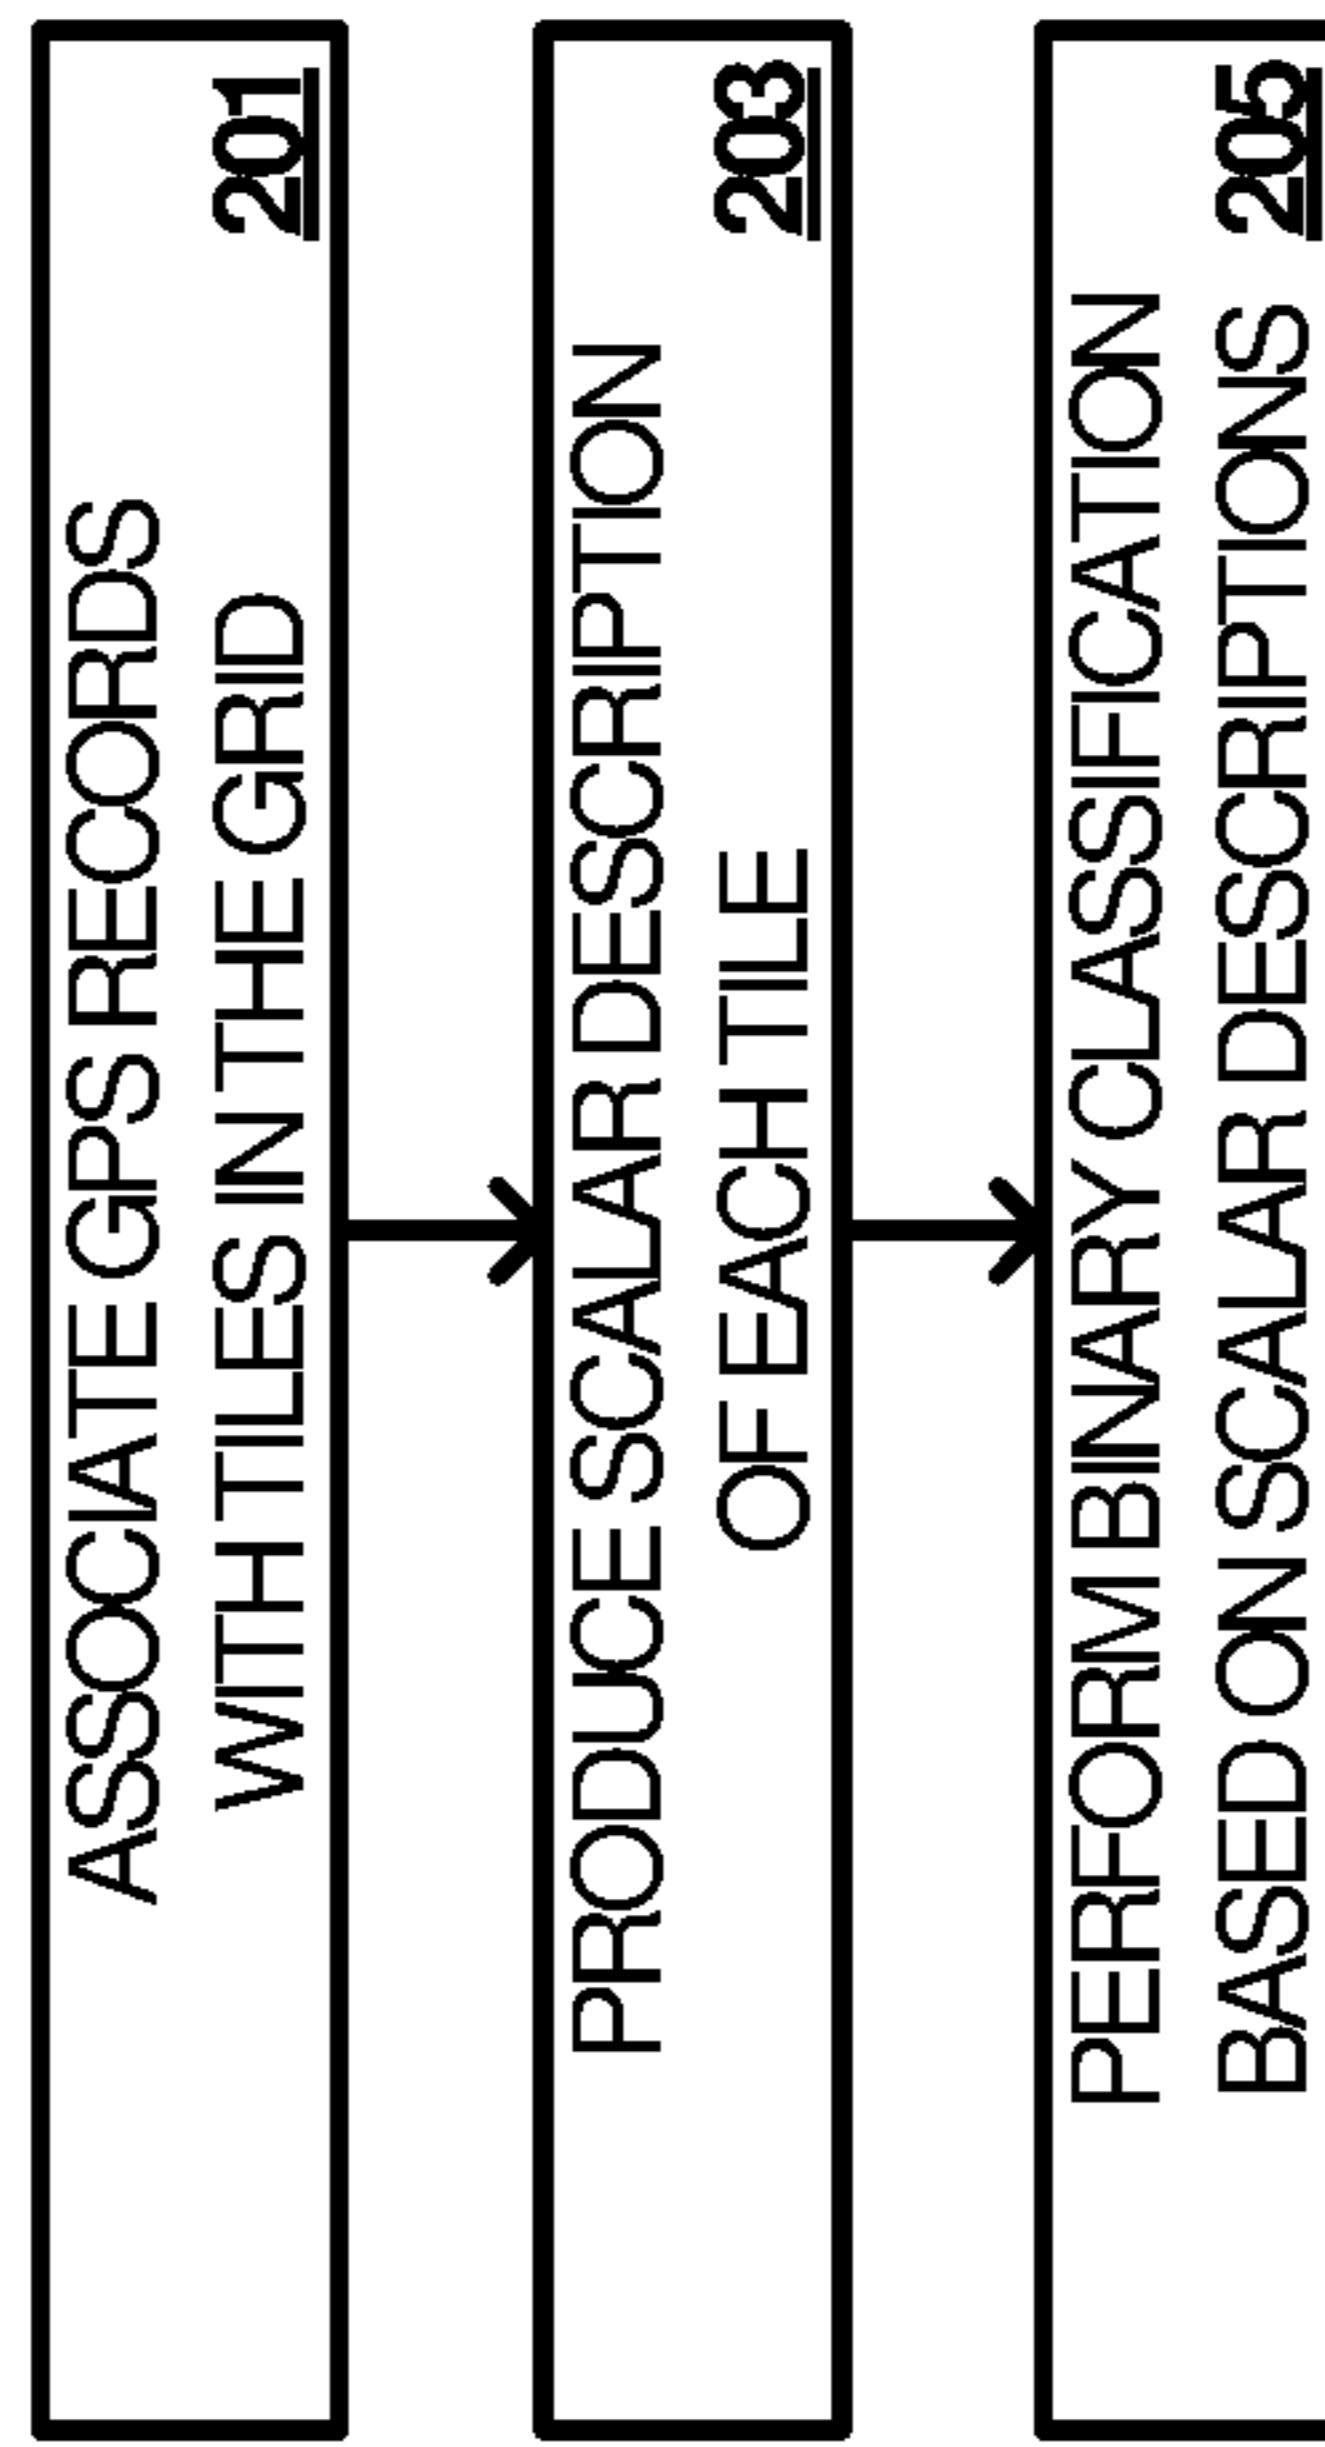 ASSOCIATE GPS RECORDS
WITH TILES IN THE GRID 201
PRODUCE SCALAR DESCRIPTION
OF EACH TILE 203
PERFORM BINARY CLASSIFICATION
BASED ON SCALAR DESCRIPTIONS 205